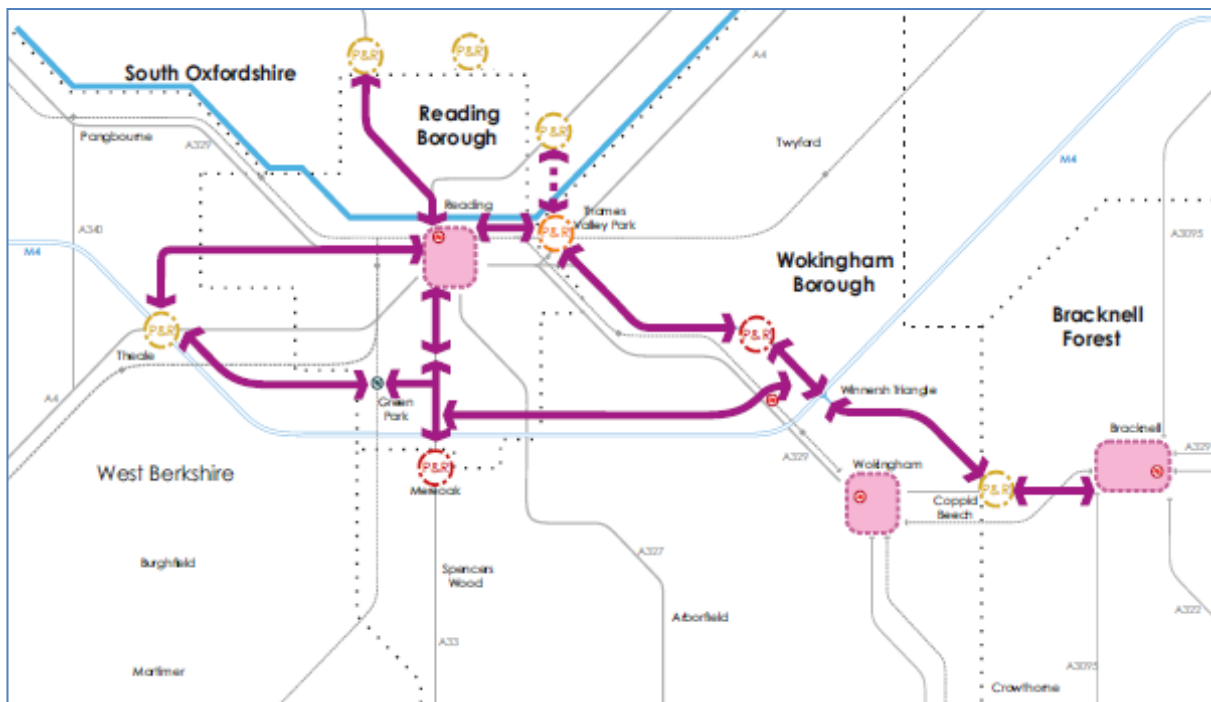 P&R
P&R
South Oxfordshire
A4
Reading
Borough
Pangbourne
A329
P&R
Twyford
M4
Reading
Thames
Valley Park
P&R
A340
A3095
M4
Wokingham
Borough
Bracknell
Forest
P&R
P&R
Theale
Green
Park
Winnersh Triangle
A4
Bracknell
A329
A329
West Berkshire
P&R
Mereoak
Wokingham
P&R
Coppid
Beech
Burghfield
Spencers
Wood
A327
Arborfield
A322
Mortimer
A33
A3095
Crowthorne